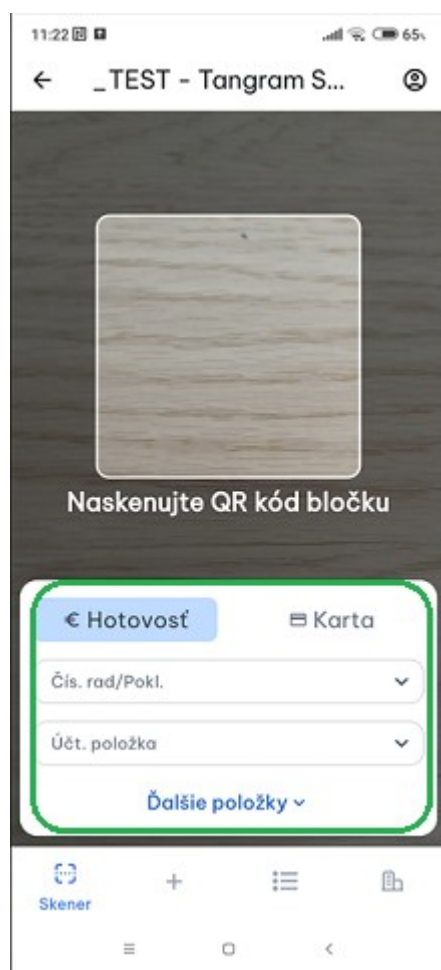 11:22 65%
_TEST - Tangram S...
Naskenujte QR kód bločku
€ Hotovosť Karta
Čís. rad/Pokl.
Účt. položka
Ďalšie položky
Skener